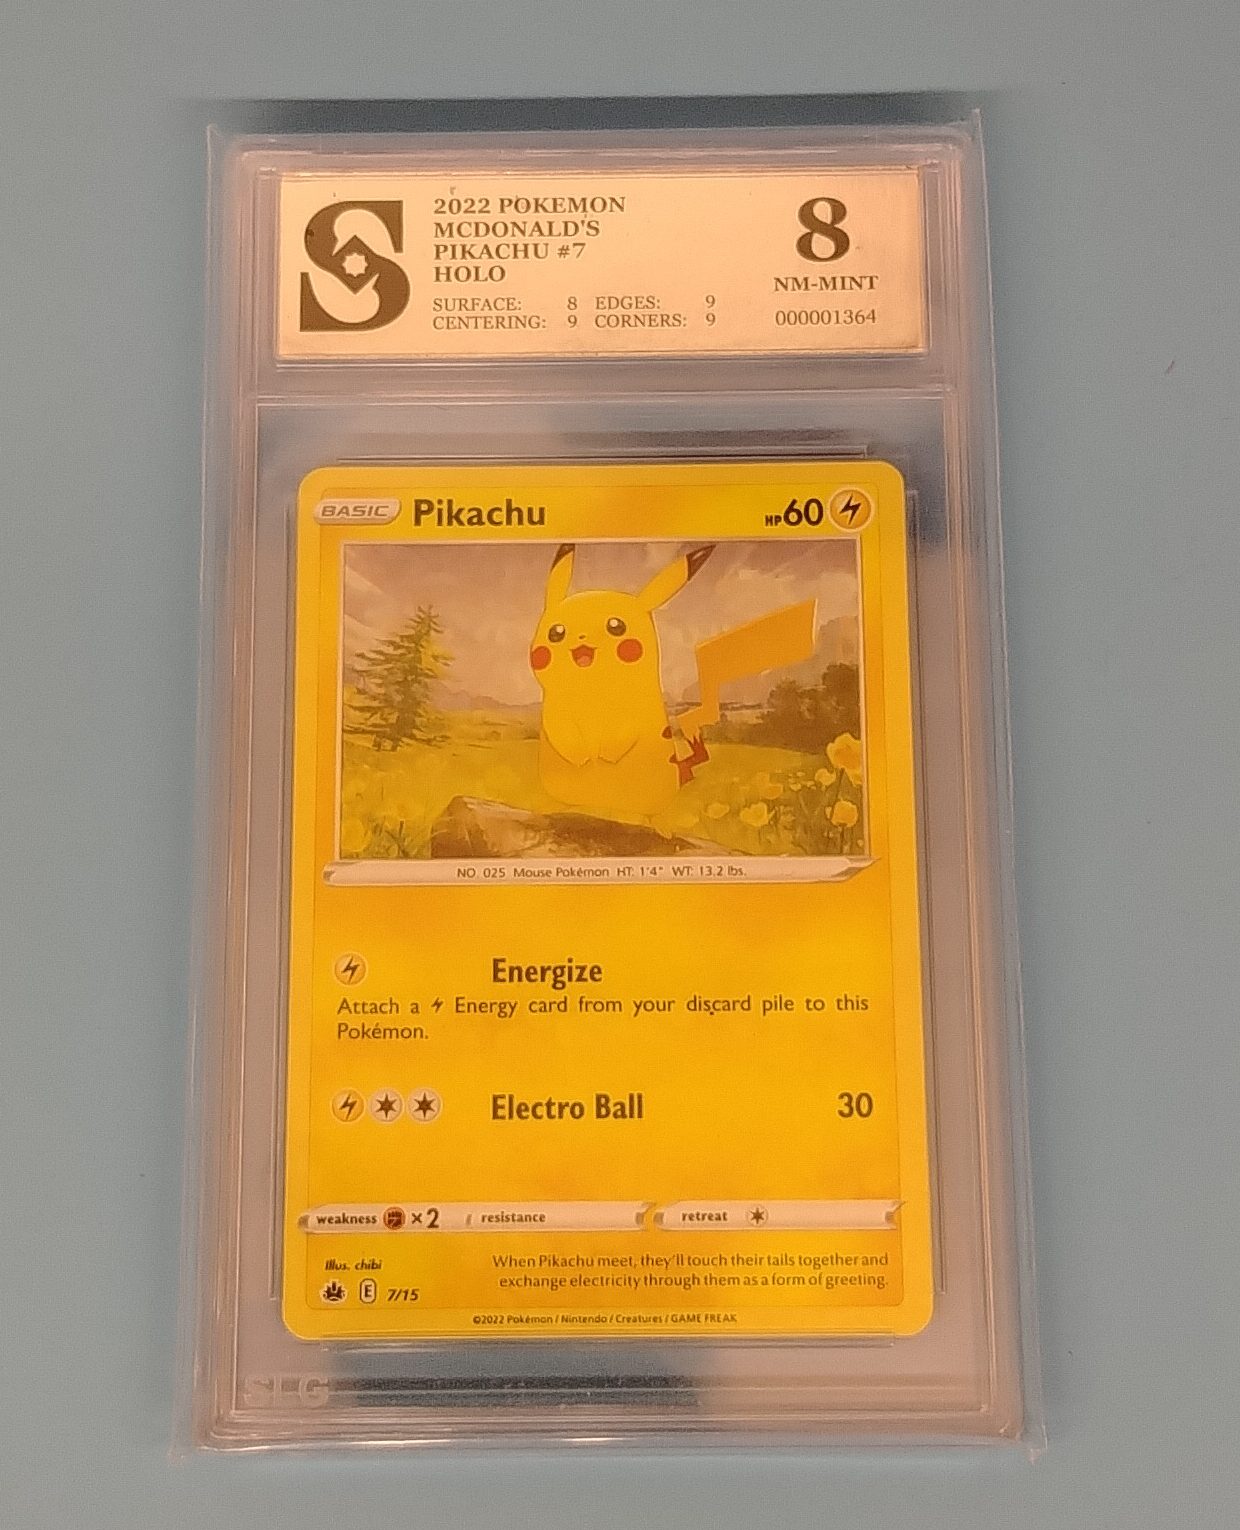 2022 POKEMON
MCDONALD'S
PIKACHU #7
HOLO
SURFACE: 8 EDGES: 9
CENTERING: 9 CORNERS: 9
8
NM-MINT
000001364
BASIC Pikachu HP60
NO. 025 Mouse Pokémon HT: 1'4" WT: 13.2 lbs.
Energize
Attach a Energy card from your discard pile to this
Pokémon.
Electro Ball 30
weakness ×2 resistance retreat
Illus. chibi
E 7/15
When Pikachu meet, they'll touch their tails together and
exchange electricity through them as a form of greeting.
©2022 Pokémon / Nintendo / Creatures / GAME FREAK
SLG